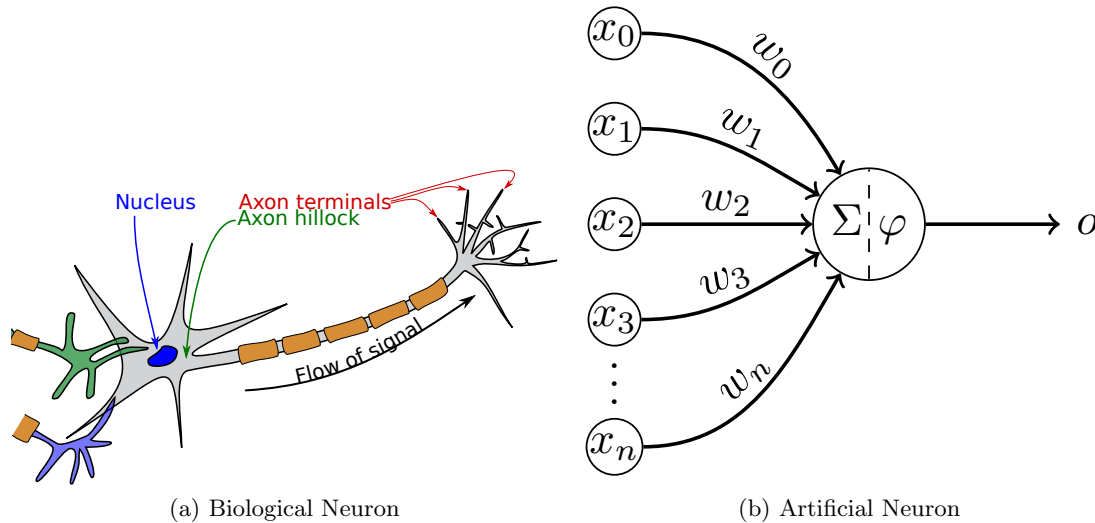 Nucleus
Axon terminals
Axon hillock
Flow of signal
(a) Biological Neuron
x₀
w₀
x₁
w₁
x₂
w₂
Σ φ
o
x₃
w₃
⋮
xₙ
wₙ
(b) Artificial Neuron